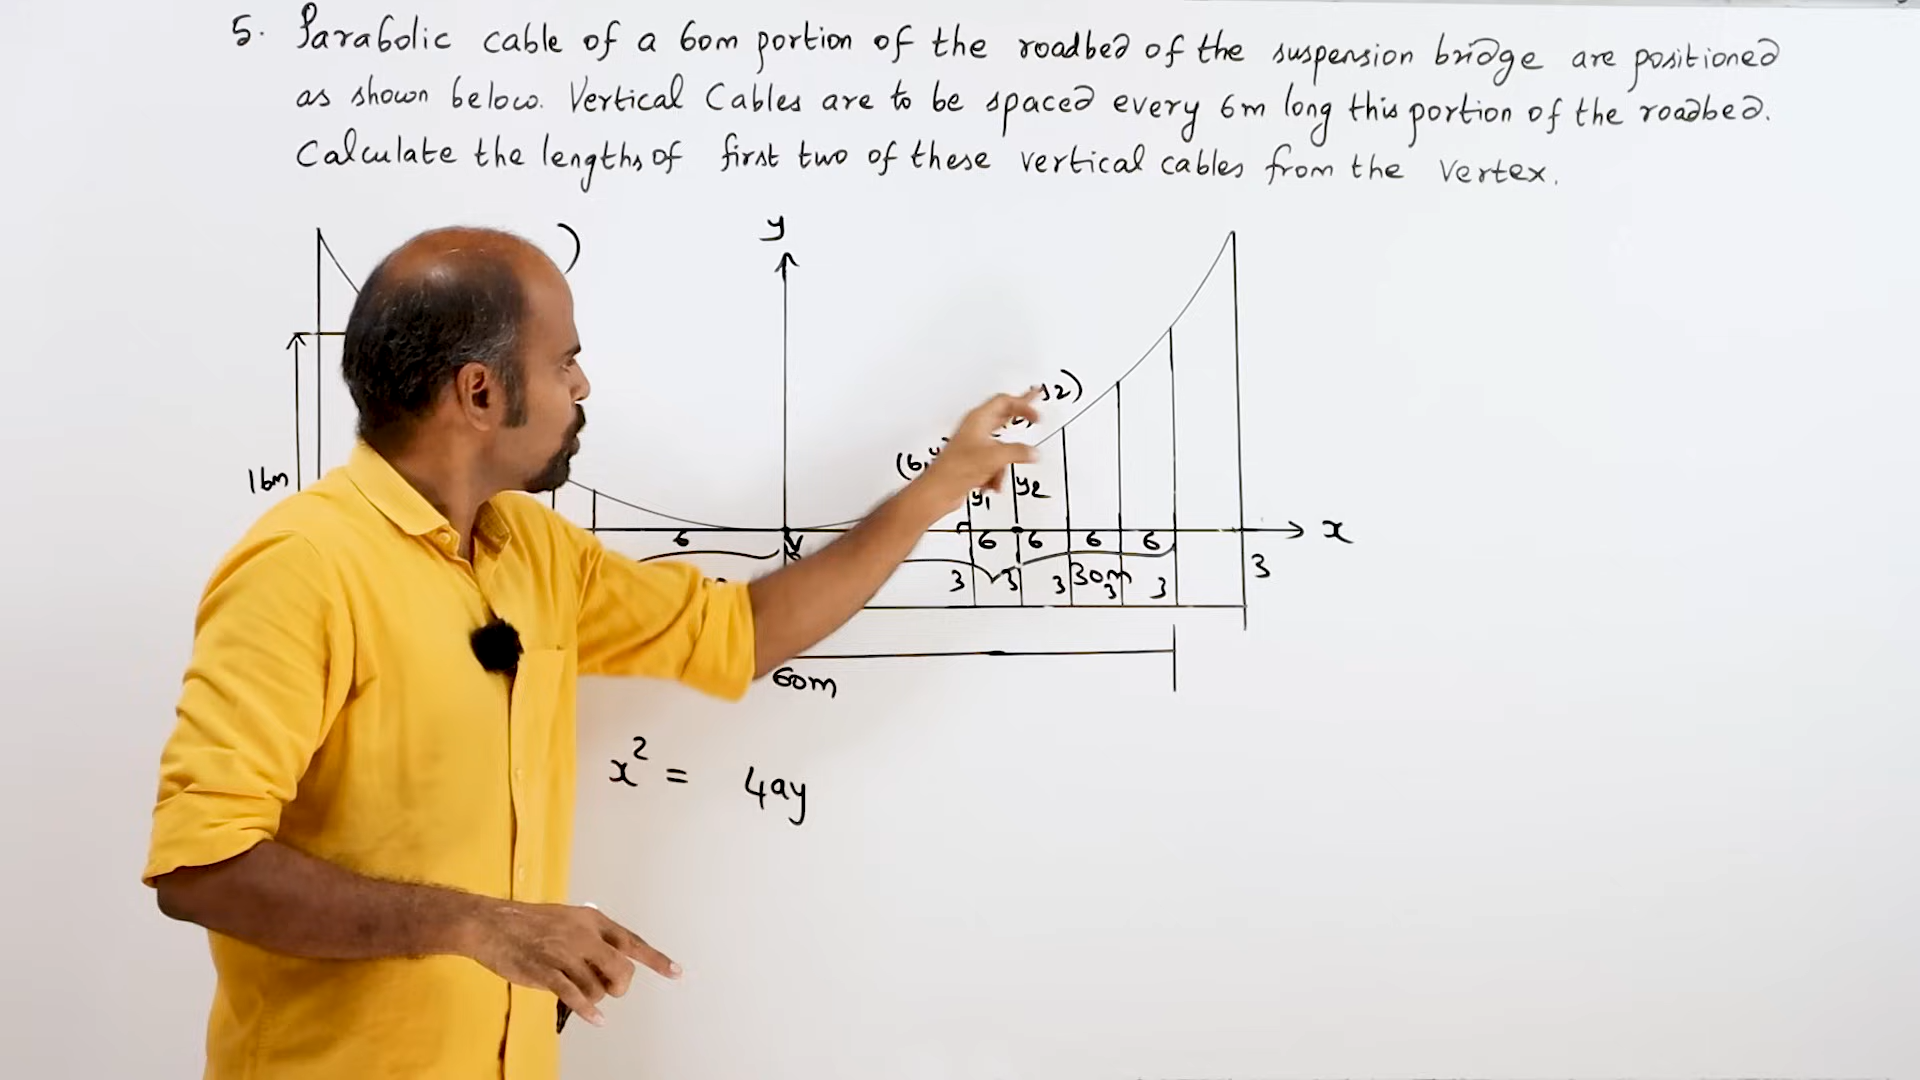 5. Parabolic cable of a 60m portion of the roadbed of the suspension bridge are positioned
as shown below. Vertical Cables are to be spaced every 6m long this portion of the roadbed.
Calculate the lengths of first two of these vertical cables from the vertex.
)
y
16m
y1
y2
6
V
6 6 6 6
x
3 3 3 30m 3 3 3
60m
x² = 4ay